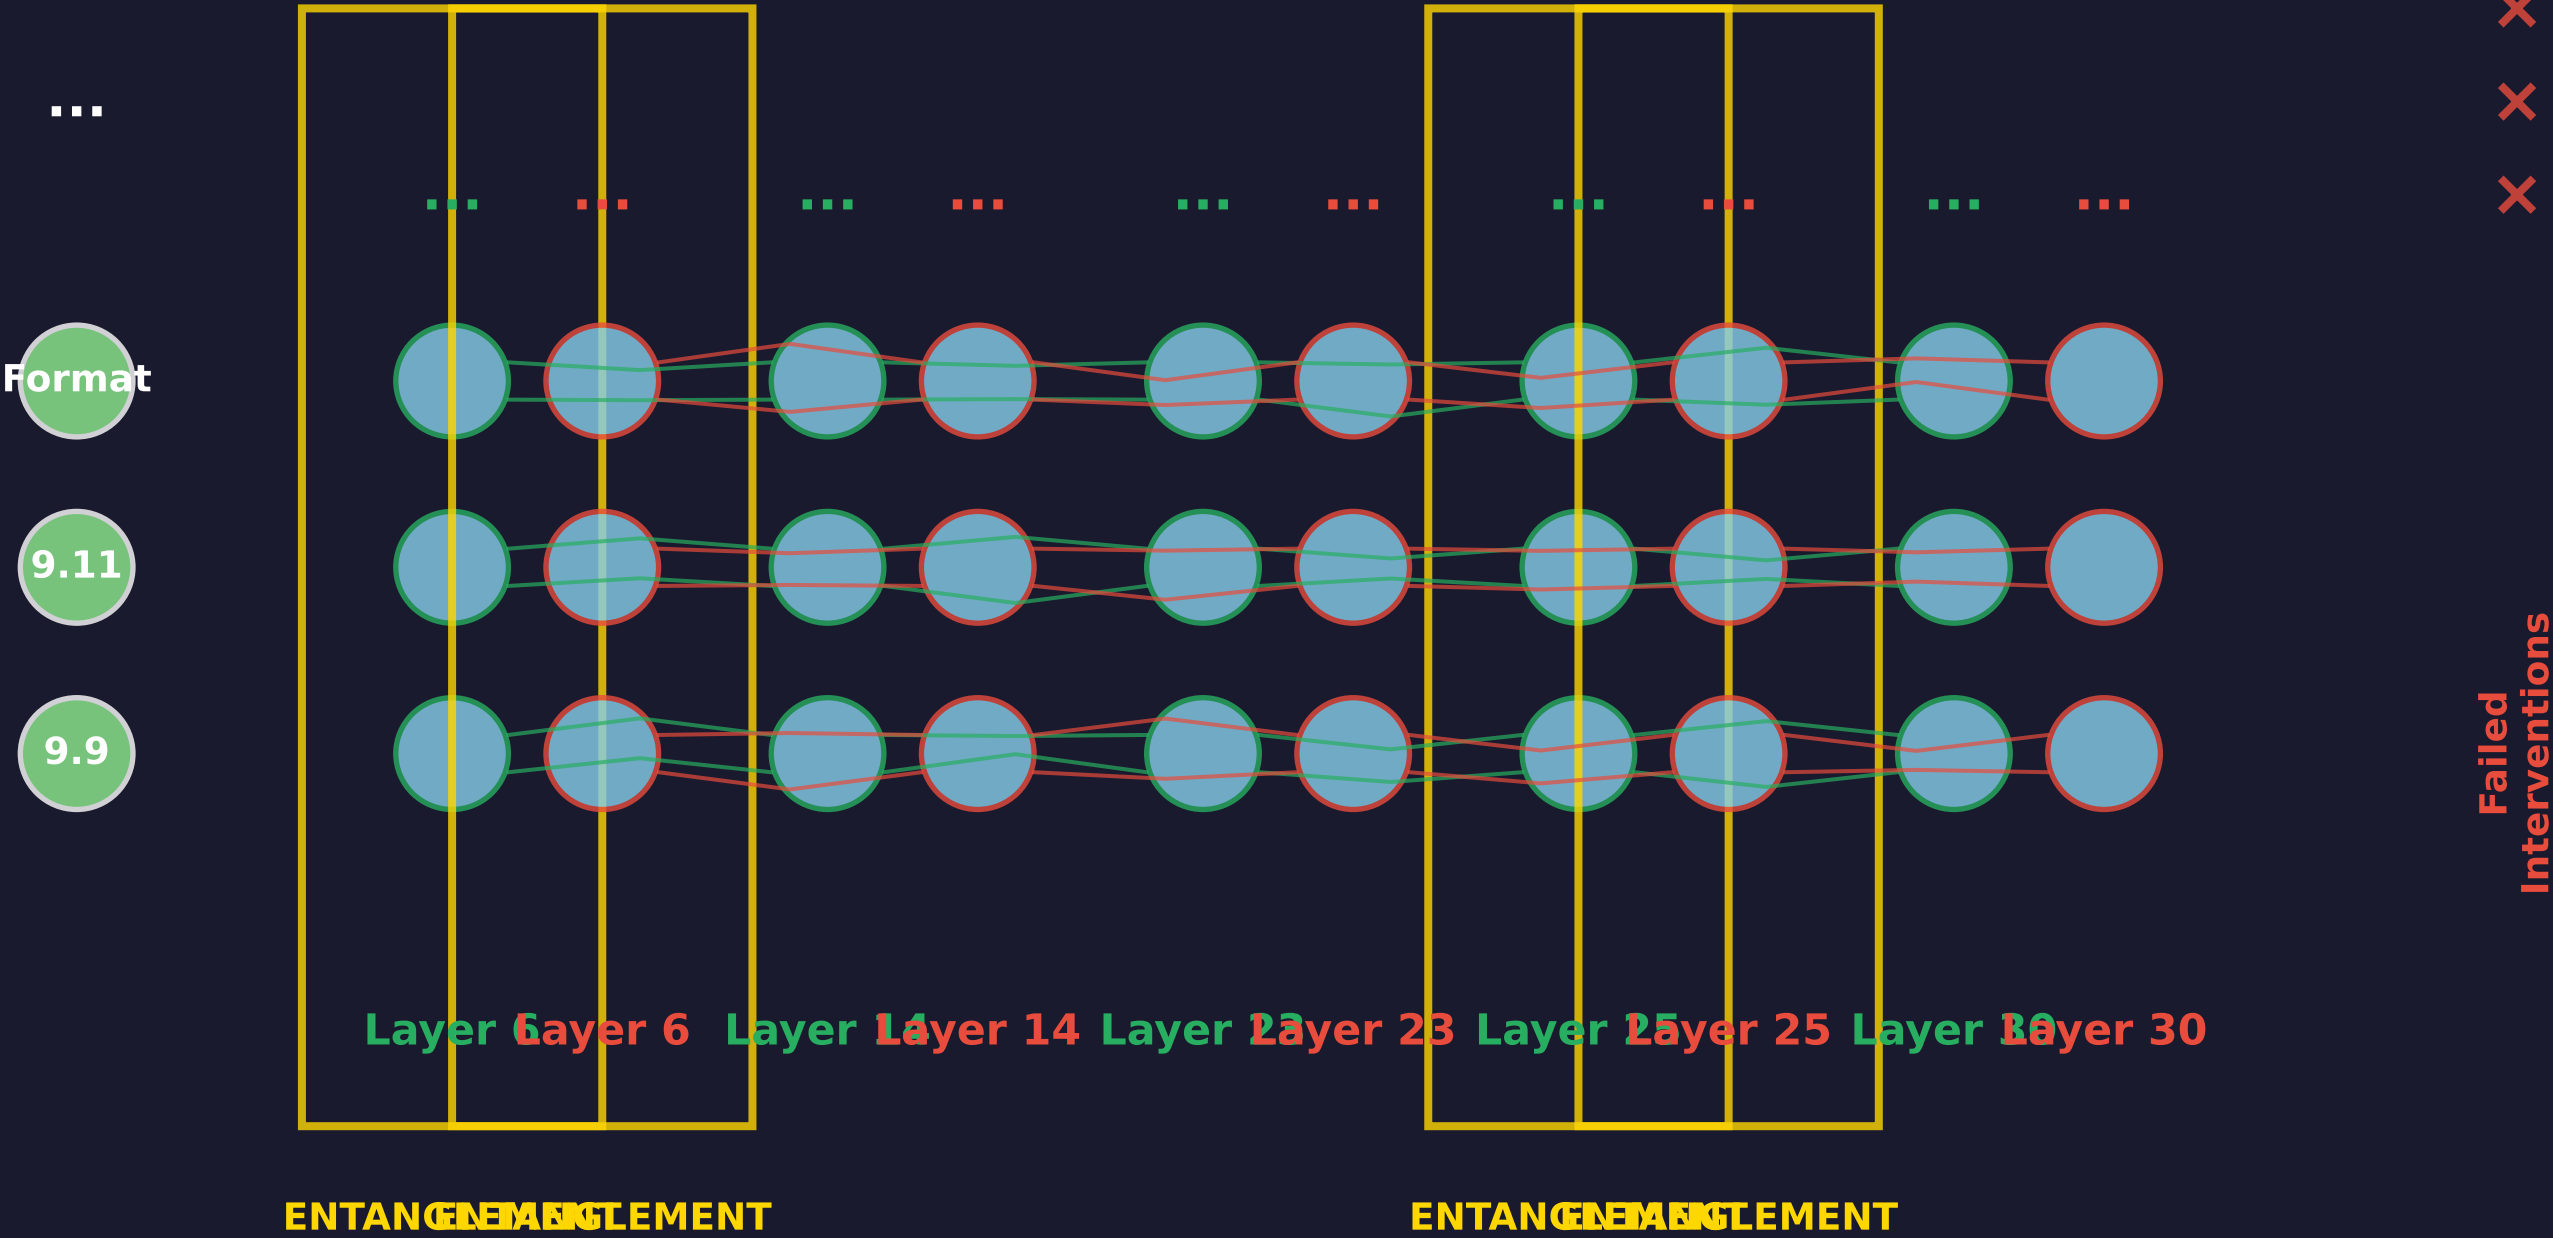 ...
... ... ... ... ... ... ... ... ... ...
Format
9.11
9.9
Failed
Interventions
Layer 6
Layer 6
Layer 14
Layer 14
Layer 23
Layer 23
Layer 25
Layer 25
Layer 30
Layer 30
ENTANGLEMENT
ENTANGLEMENT
ENTANGLEMENT
ENTANGLEMENT